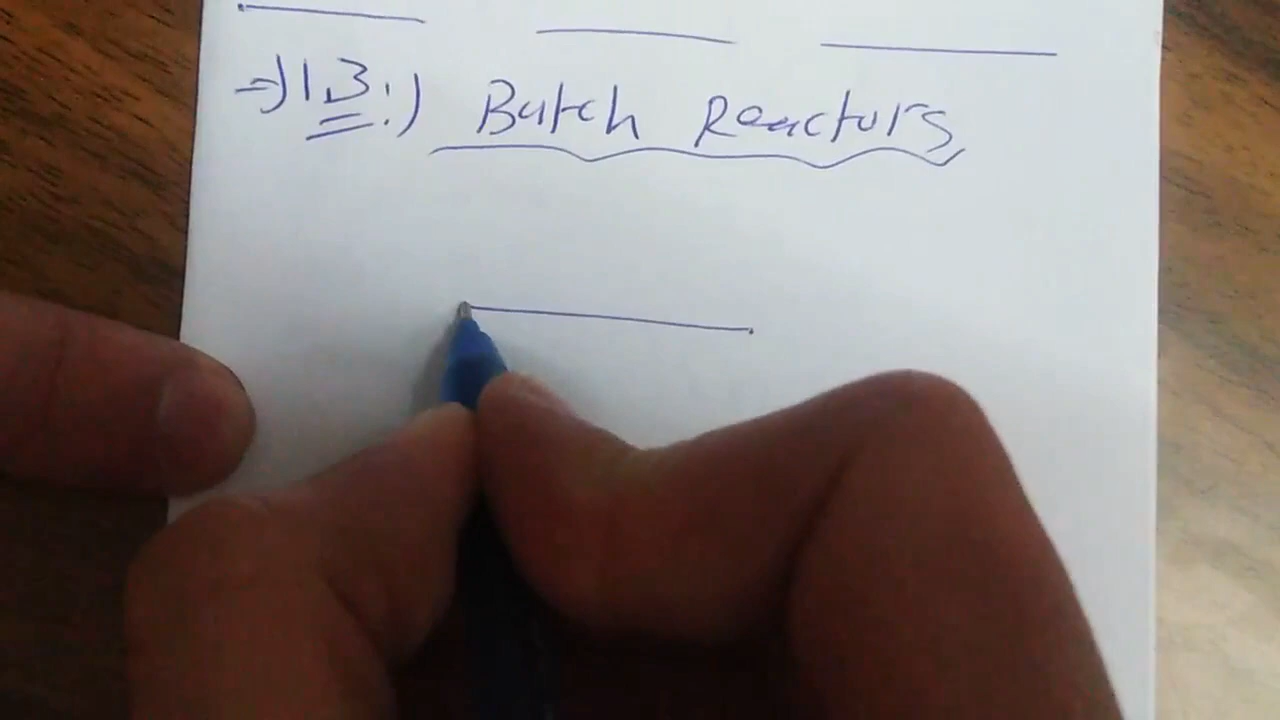 =) 1.3 :) Batch Reactors